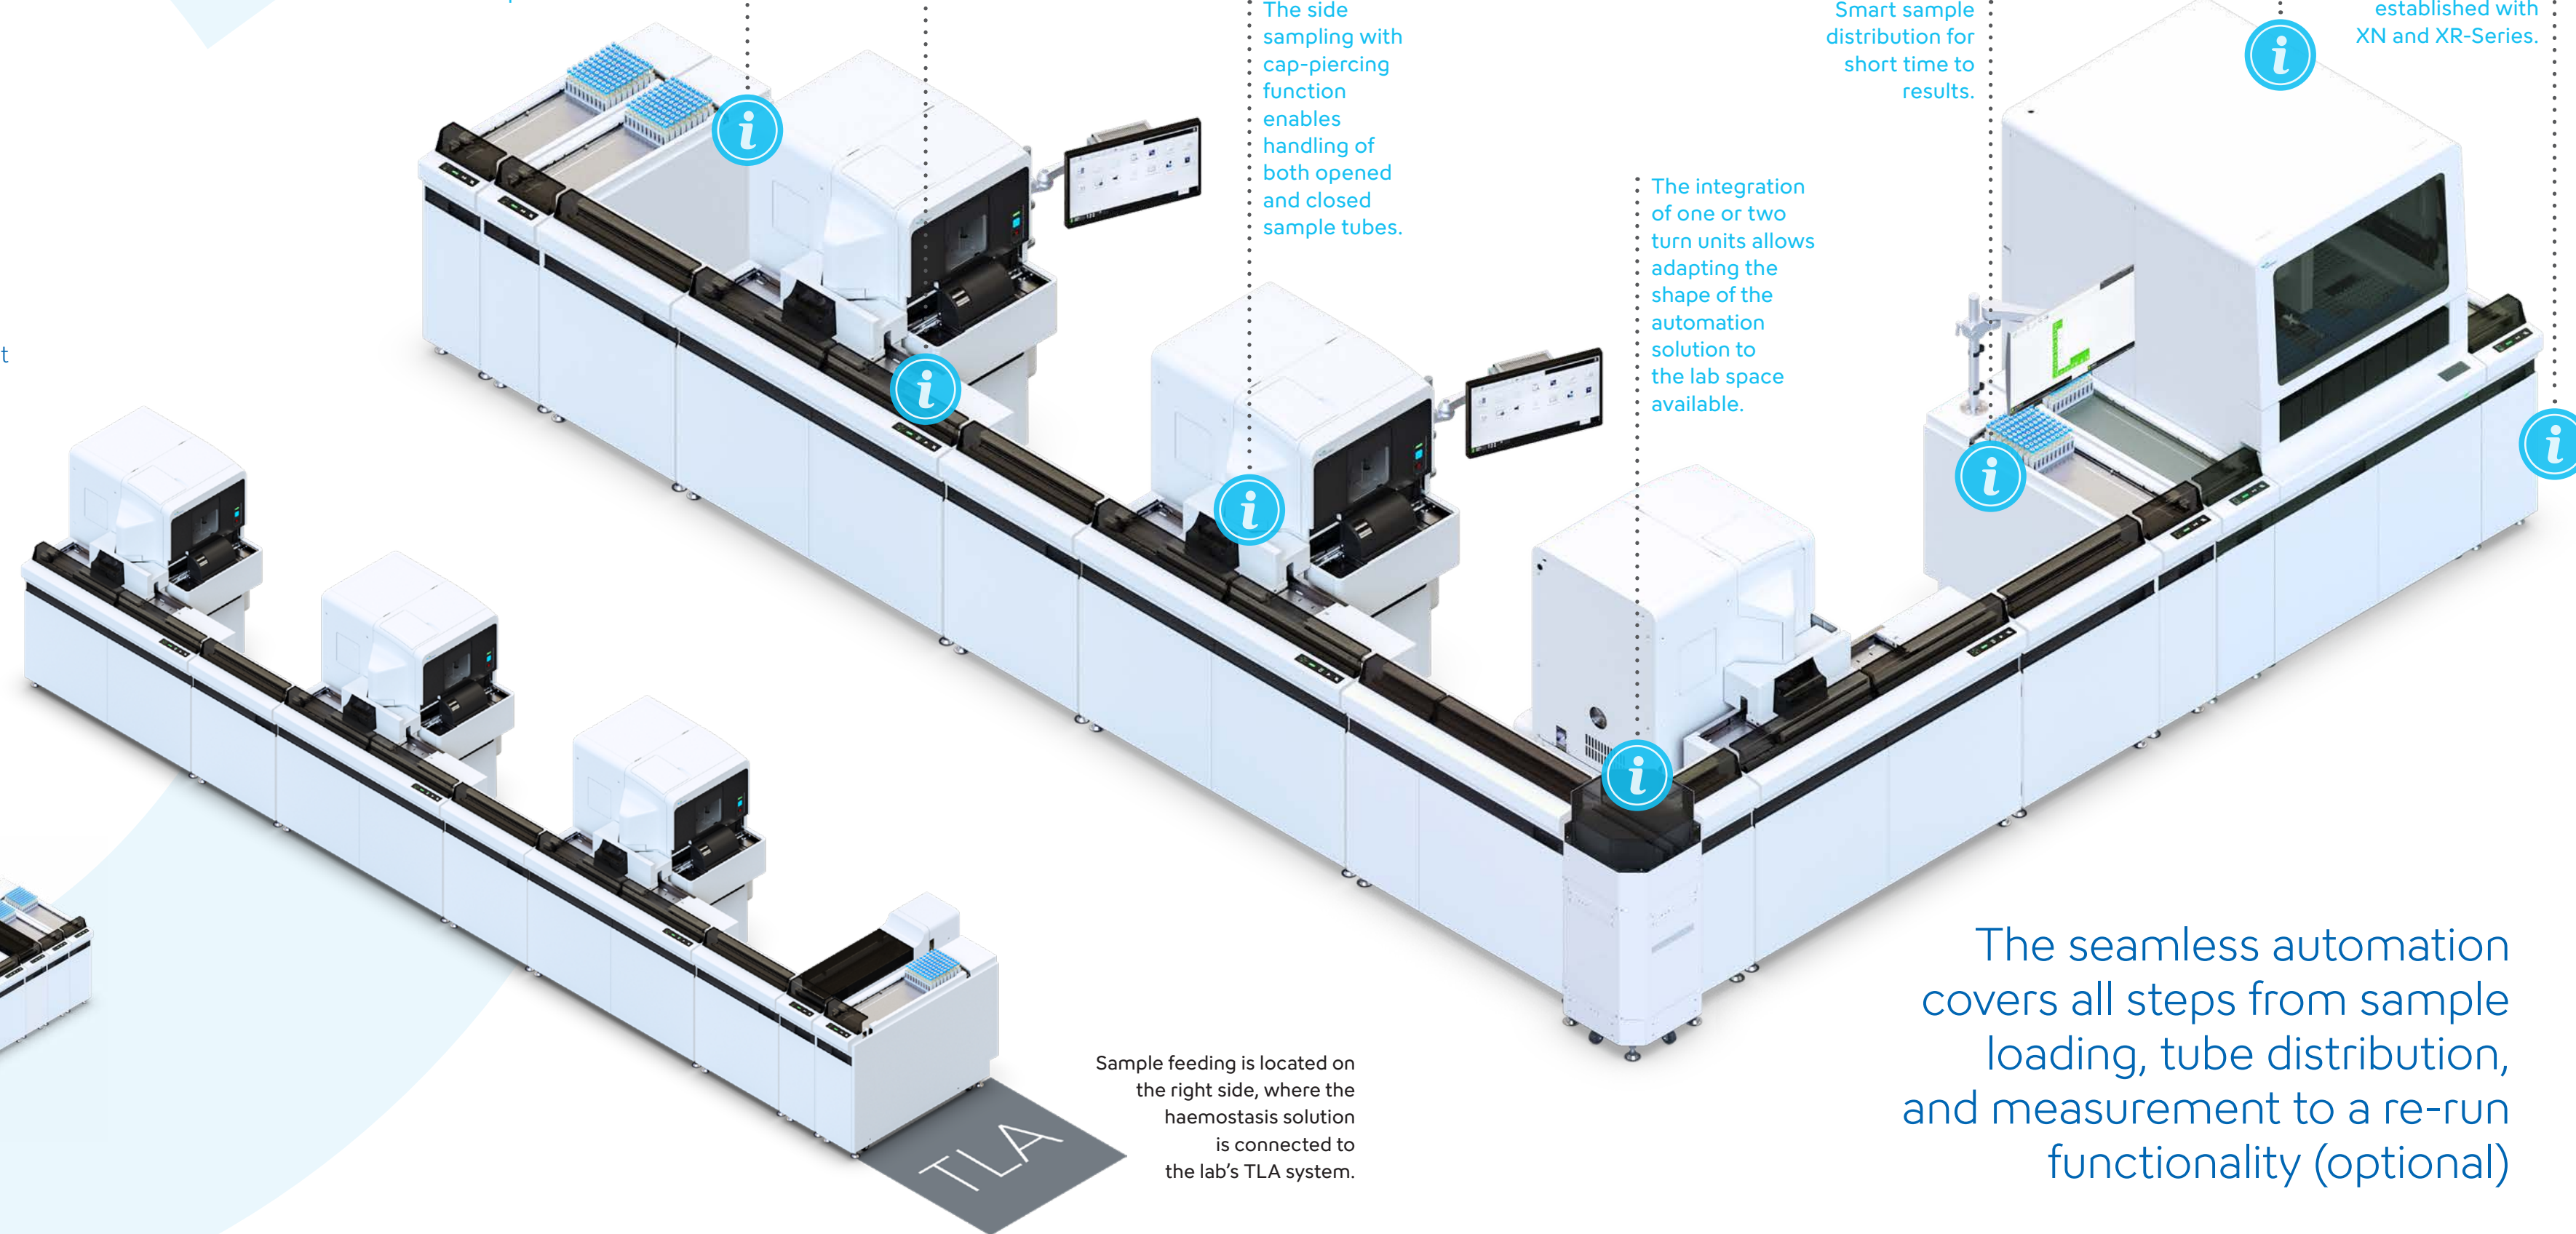 The side
sampling with
cap-piercing
function
enables
handling of
both opened
and closed
sample tubes.
Smart sample
distribution for
short time to
results.
established with
XN and XR-Series.
The integration
of one or two
turn units allows
adapting the
shape of the
automation
solution to
the lab space
available.
t
Sample feeding is located on
the right side, where the
haemostasis solution
is connected to
the lab's TLA system.
TLA
The seamless automation
covers all steps from sample
loading, tube distribution,
and measurement to a re-run
functionality (optional)